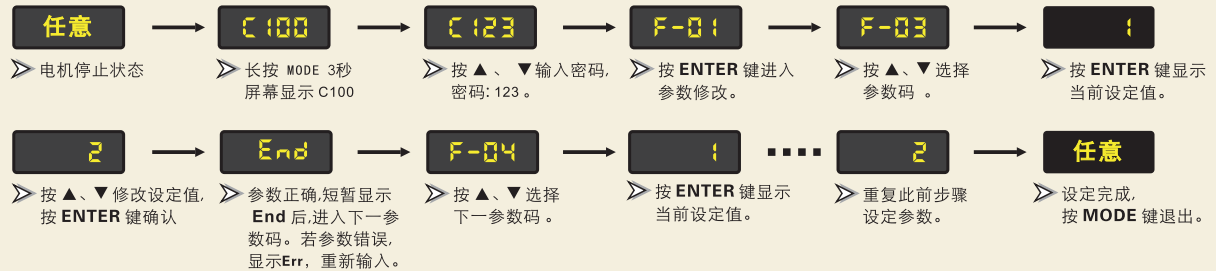 任意
C100
C123
F-01
F-03
1
电机停止状态
长按 MODE 3秒
屏幕显示 C100
按 ▲ 、 ▼输入密码,
密码: 123 。
按 ENTER 键进入
参数修改。
按 ▲、▼ 选择
参数码 。
按 ENTER 键显示
当前设定值。
2
End
F-04
1
2
任意
按 ▲、▼ 修改设定值,
按 ENTER 键确认
参数正确,短暂显示
End 后,进入下一参
数码。若参数错误,
显示Err，重新输入。
按 ▲、▼ 选择
下一参数码 。
按 ENTER 键显示
当前设定值。
重复此前步骤
设定参数。
设定完成,
按 MODE 键退出。